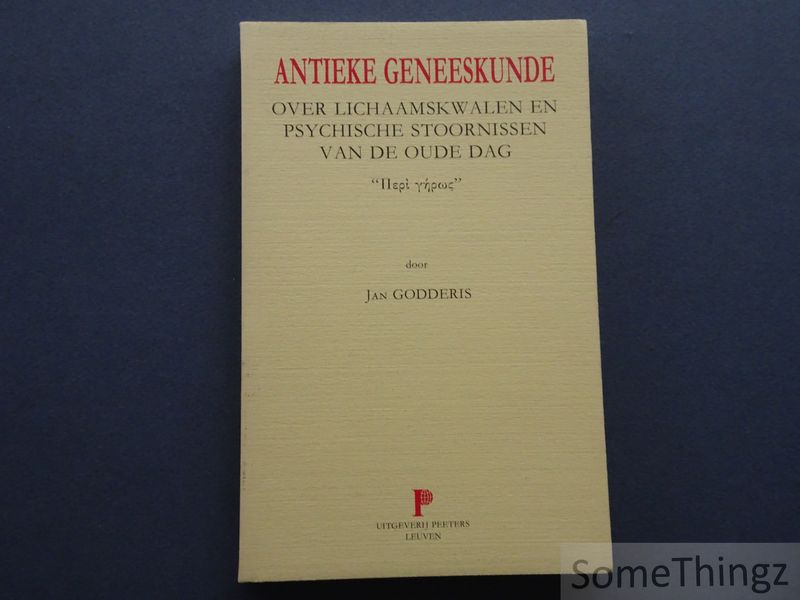 ANTIEKE GENEESKUNDE
OVER LICHAAMSKWALEN EN
PSYCHISCHE STOORNISSEN
VAN DE OUDE DAG
“Περὶ γήρως”
door
JAN GODDERIS
P
UITGEVERIJ PEETERS
LEUVEN
SomeThingz